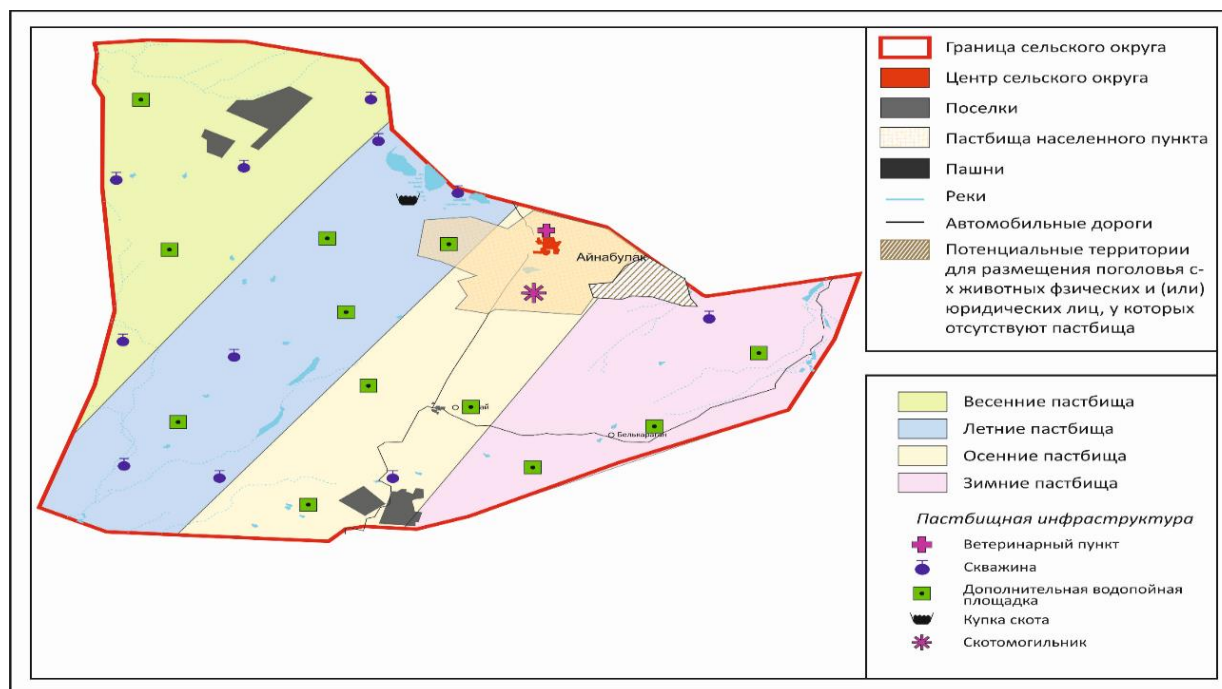 Граница сельского округа
Центр сельского округа
Поселки
Пастбища населенного пункта
Пашни
Реки
Автомобильные дороги
Потенциальные территории
для размещения поголовья с-
х животных фзических и (или)
юридических лиц, у которых
отсутствуют пастбища
Айнабулак
Весенние пастбища
Летние пастбища
Осенние пастбища
Зимние пастбища
Пастбищная инфраструктура
Ветеринарный пункт
Скважина
Дополнительная водопойная
площадка
Купка скота
Скотомогильник